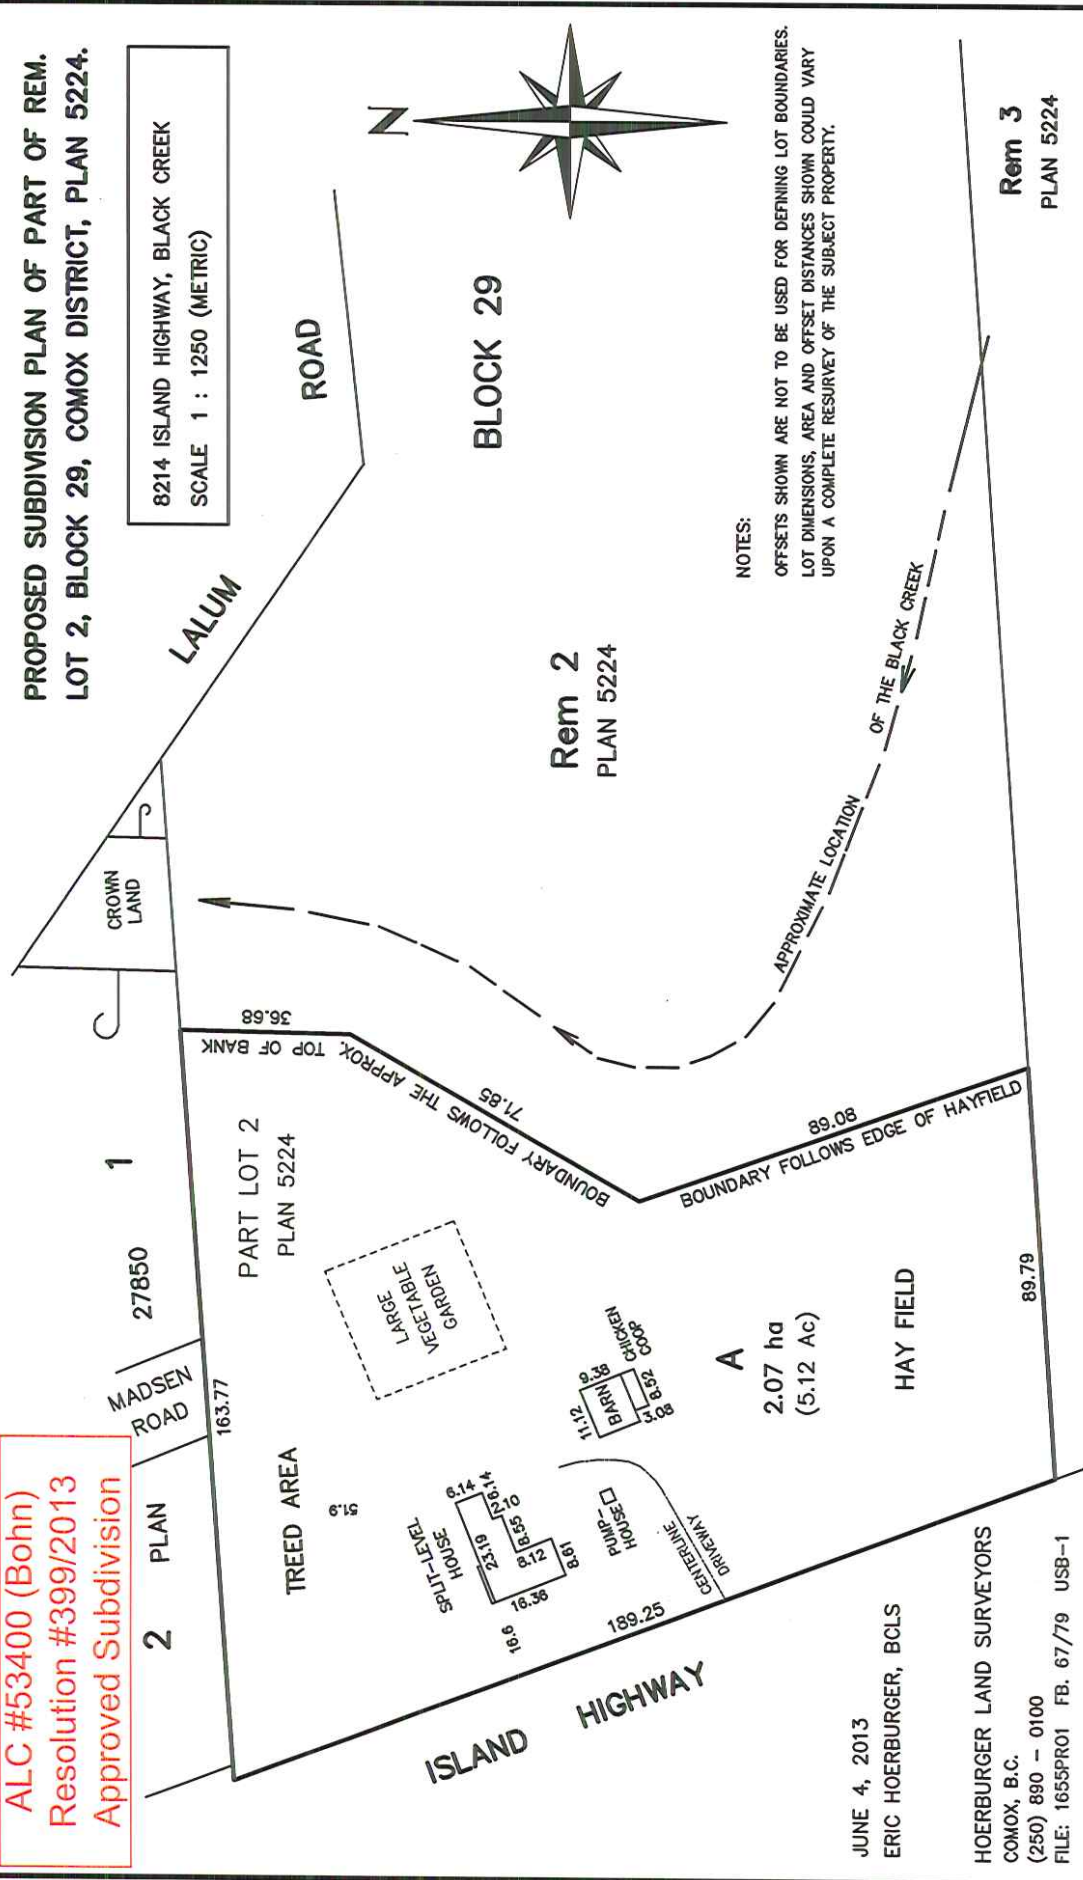 ALC #53400 (Bohn)
Resolution #399/2013
Approved Subdivision
PROPOSED SUBDIVISION PLAN OF PART OF REM.
LOT 2, BLOCK 29, COMOX DISTRICT, PLAN 5224.
8214 ISLAND HIGHWAY, BLACK CREEK
SCALE 1 : 1250 (METRIC)
N
2
PLAN
27850
1
MADSEN
ROAD
CROWN
LAND
LALUM
ROAD
163.77
TREED AREA
51.9
PART LOT 2
PLAN 5224
36.68
BOUNDARY FOLLOWS THE APPROX. TOP OF BANK
71.85
LARGE
VEGETABLE
GARDEN
SPLIT-LEVEL
HOUSE
6.14
6.14
2.10
23.19
8.55
8.12
8.61
16.36
16.6
11.12
9.38
BARN
CHICKEN
COOP
8.52
3.08
PUMP-
HOUSE
CENTERLINE
DRIVEWAY
189.25
ISLAND HIGHWAY
A
2.07 ha
(5.12 Ac)
HAY FIELD
89.08
BOUNDARY FOLLOWS EDGE OF HAYFIELD
89.79
BLOCK 29
Rem 2
PLAN 5224
APPROXIMATE LOCATION OF THE BLACK CREEK
NOTES:
OFFSETS SHOWN ARE NOT TO BE USED FOR DEFINING LOT BOUNDARIES.
LOT DIMENSIONS, AREA AND OFFSET DISTANCES SHOWN COULD VARY
UPON A COMPLETE RESURVEY OF THE SUBJECT PROPERTY.
Rem 3
PLAN 5224
JUNE 4, 2013
ERIC HOERBURGER, BCLS
HOERBURGER LAND SURVEYORS
COMOX, B.C.
(250) 890 - 0100
FILE: 1655PR01 FB. 67/79 USB-1